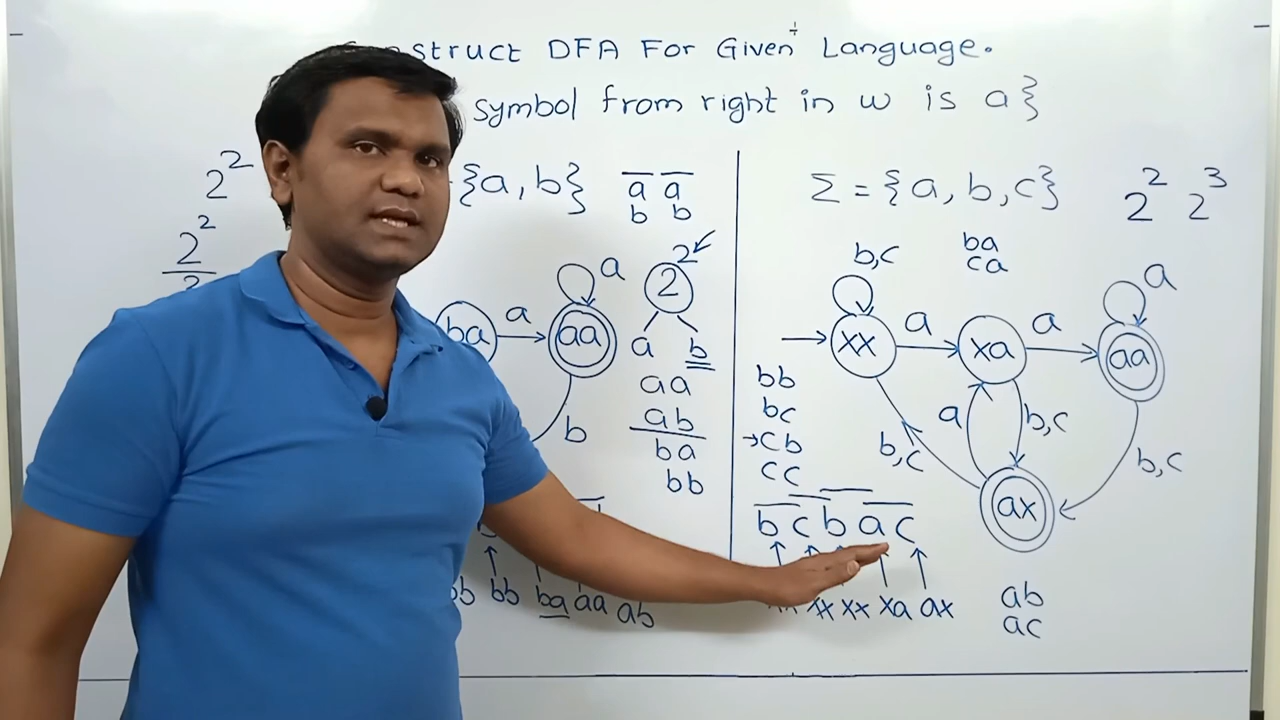 struct DFA For Given Language.
symbol from right in w is a}
2²
{a, b}
a a
b b
2²
a
2
2
ba
a
aa
b
a b
aa
ab
ba
bb
bb ba aa ab
Σ = {a, b, c}
2² 2³
b,c
ba
ca
a
xx
a
xa
a
aa
bb
bc
→cb
cc
b,c
a
b,c
b,c
ax
b c b a c
xx xx xa ax
ab
ac